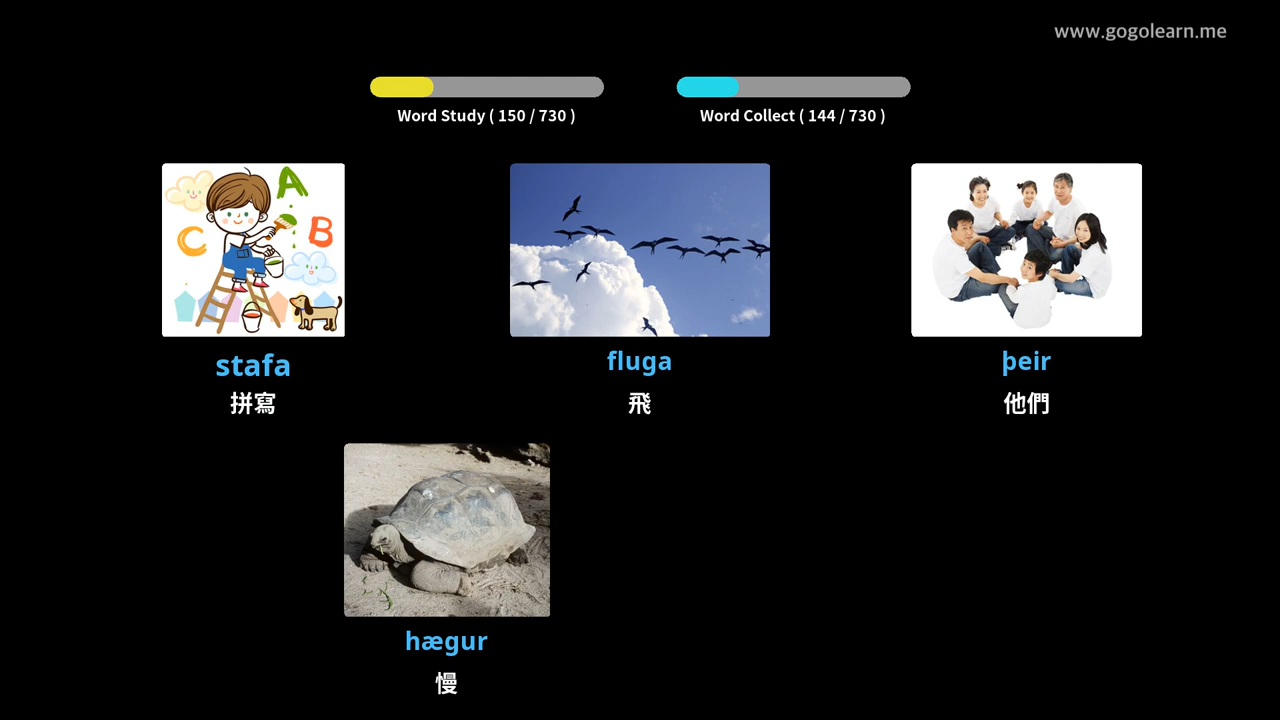 www.gogolearn.me
Word Study ( 150 / 730 )
Word Collect ( 144 / 730 )
A
B
C
stafa
fluga
þeir
拼寫
飛
他們
hægur
慢